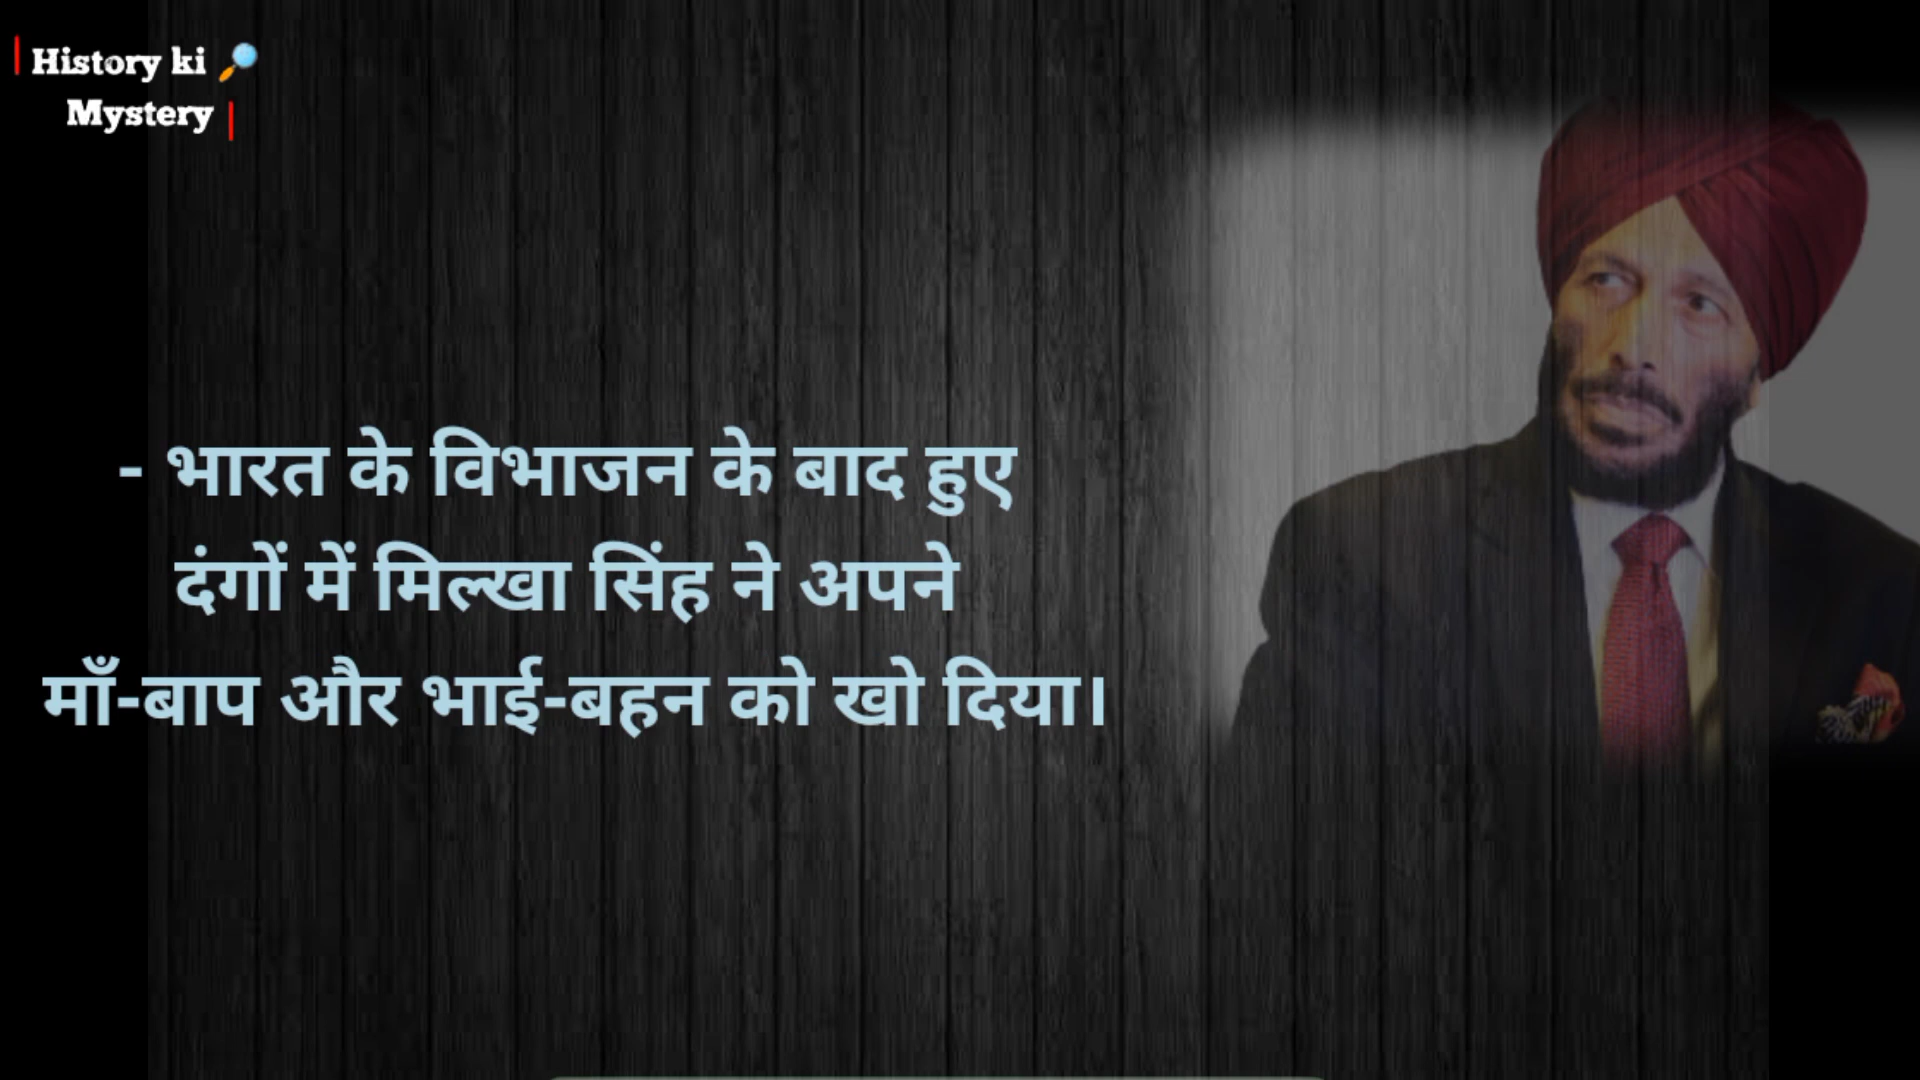 History ki
Mystery
- भारत के विभाजन के बाद हुए
दंगों में मिल्खा सिंह ने अपने
माँ-बाप और भाई-बहन को खो दिया।